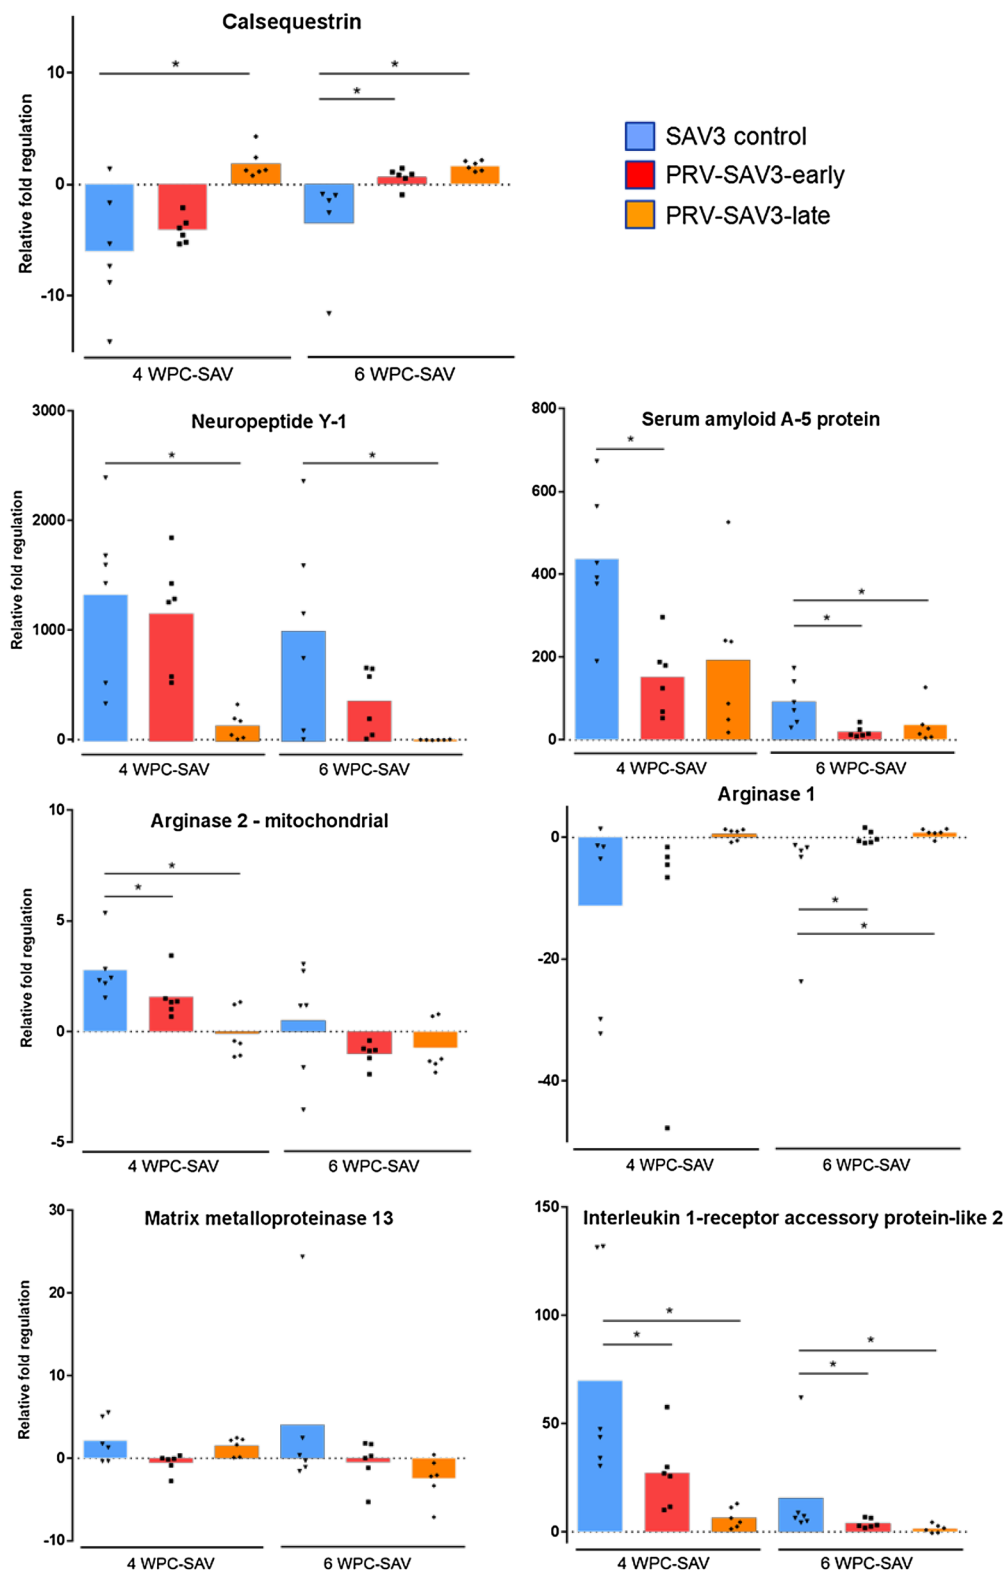 Calsequestrin
*
*
*
10
0
-10
Relative fold regulation
4 WPC-SAV
6 WPC-SAV
SAV3 control
PRV-SAV3-early
PRV-SAV3-late
Neuropeptide Y-1
*
*
3000
2000
1000
0
Relative fold regulation
4 WPC-SAV
6 WPC-SAV
Serum amyloid A-5 protein
*
*
*
800
600
400
200
0
4 WPC-SAV
6 WPC-SAV
Arginase 2 - mitochondrial
*
*
10
5
0
-5
Relative fold regulation
4 WPC-SAV
6 WPC-SAV
Arginase 1
*
*
0
-20
-40
4 WPC-SAV
6 WPC-SAV
Matrix metalloproteinase 13
30
20
10
0
-10
Relative fold regulation
4 WPC-SAV
6 WPC-SAV
Interleukin 1-receptor accessory protein-like 2
*
*
*
*
150
100
50
0
4 WPC-SAV
6 WPC-SAV